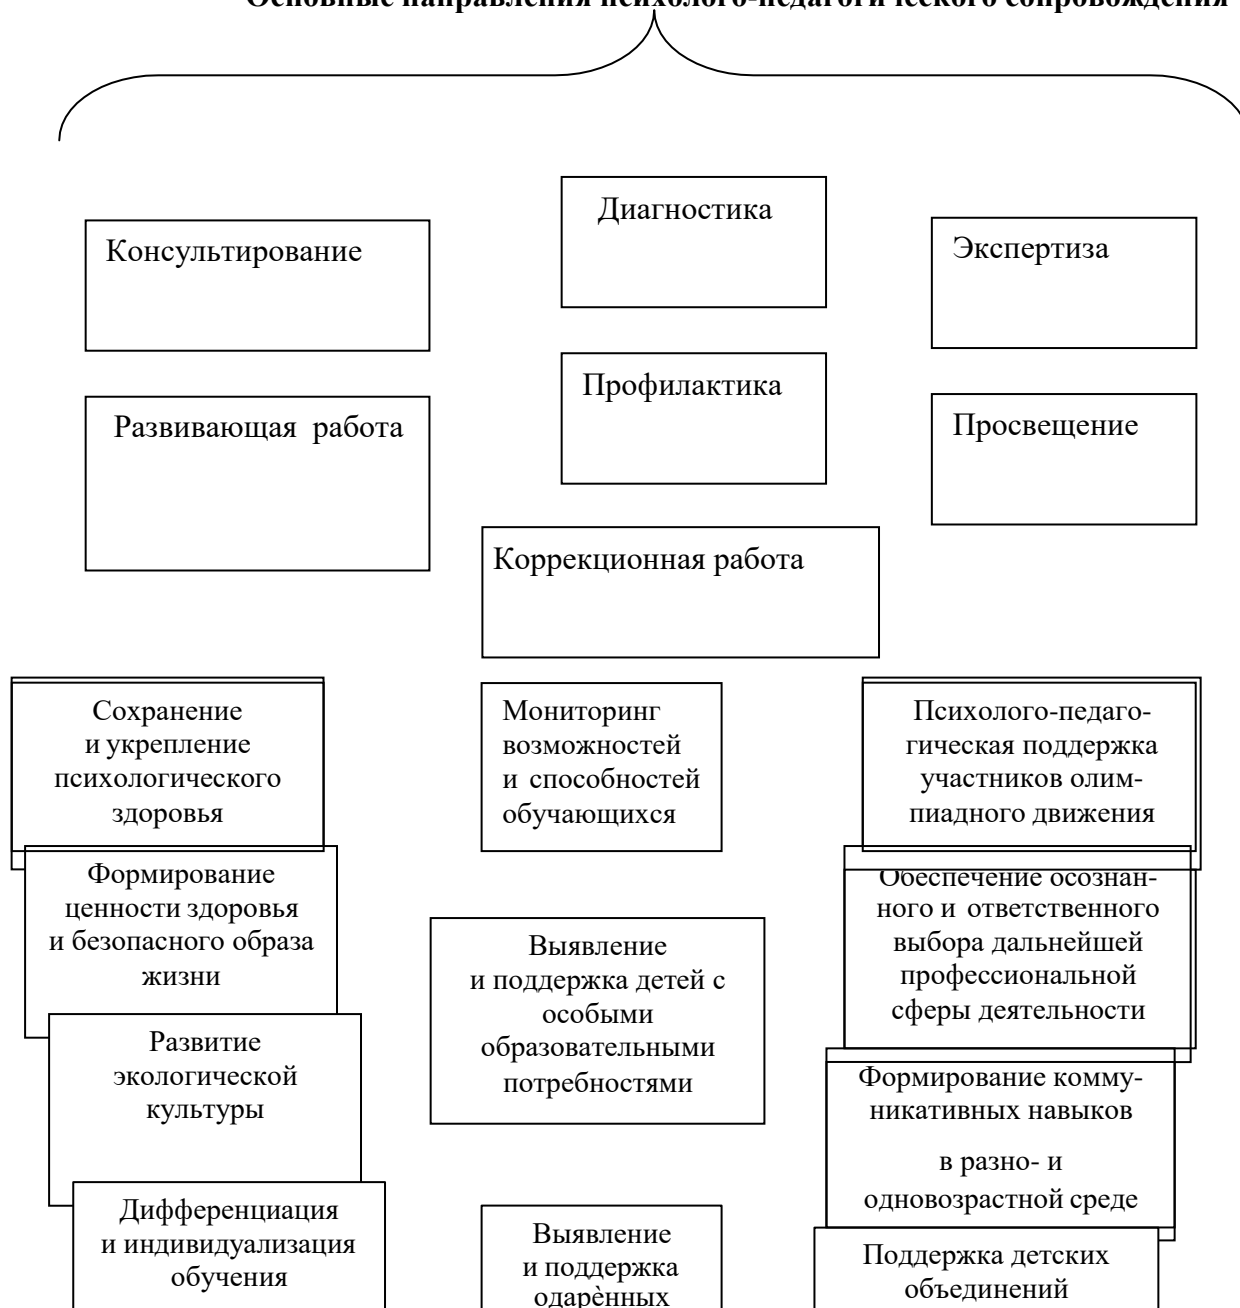 Основные направления психолого-педагогического сопровождения
Диагностика
Консультирование
Экспертиза
Профилактика
Развивающая работа
Просвещение
Коррекционная работа
Сохранение
и укрепление
психологического
здоровья
Мониторинг
возможностей
и способностей
обучающихся
Психолого-педаго-
гическая поддержка
участников олим-
пиадного движения
Формирование
ценности здоровья
и безопасного образа
жизни
Выявление
и поддержка детей с
особыми
образовательными
потребностями
Обеспечение осознан-
ного и ответственного
выбора дальнейшей
профессиональной
сферы деятельности
Развитие
экологической
культуры
Формирование комму-
никативных навыков
в разно- и
одновозрастной среде
Дифференциация
и индивидуализация
обучения
Выявление
и поддержка
одарѐнных
Поддержка детских
объединений